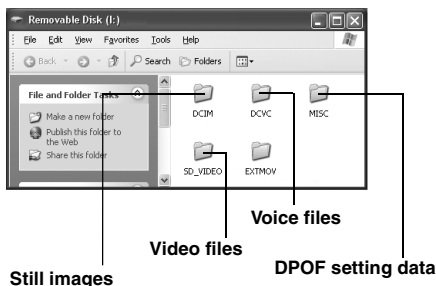 Removable Disk (I:)
File Edit View Favorites Tools Help
Back Search Folders
File and Folder Tasks
Make a new folder
Publish this folder to
the Web
Share this folder
DCIM DCVC MISC
SD_VIDEO EXTMOV
Voice files
Video files
DPOF setting data
Still images